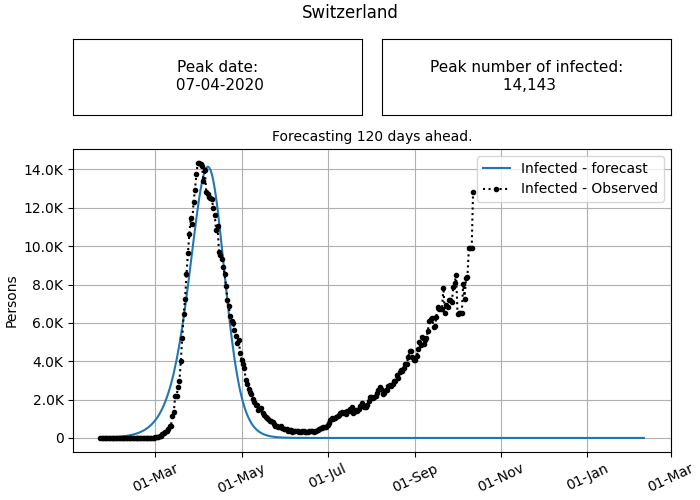 Switzerland
Peak date:
07-04-2020
Peak number of infected:
14,143
Forecasting 120 days ahead.
Infected - forecast
Infected - Observed
14.0K
12.0K
10.0K
8.0K
6.0K
4.0K
2.0K
0
Persons
01-Mar
01-May
01-Jul
01-Sep
01-Nov
01-Jan
01-Mar